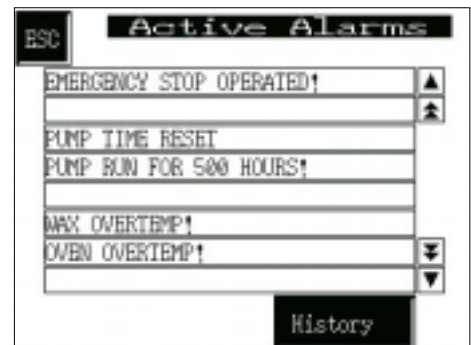 ESC
Active Alarms
EMERGENCY STOP OPERATED!
PUMP TIME RESET
PUMP RUN FOR 500 HOURS!
WAX OVERTEMP!
OVEN OVERTEMP!
History